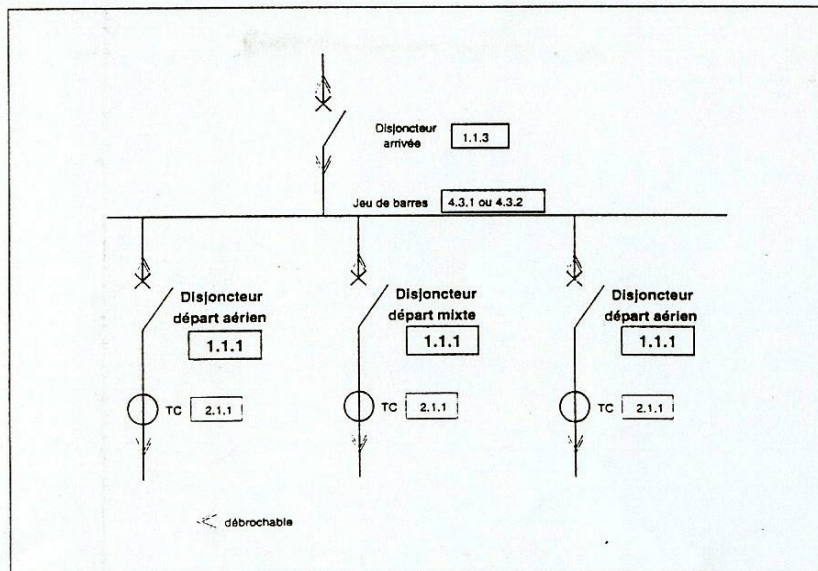 Disjoncteur
arrivée
1.1.3
Jeu de barres
4.3.1 ou 4.3.2
Disjoncteur
départ aérien
1.1.1
Disjoncteur
départ mixte
1.1.1
Disjoncteur
départ aérien
1.1.1
TC
2.1.1
TC
2.1.1
TC
2.1.1
débrochable